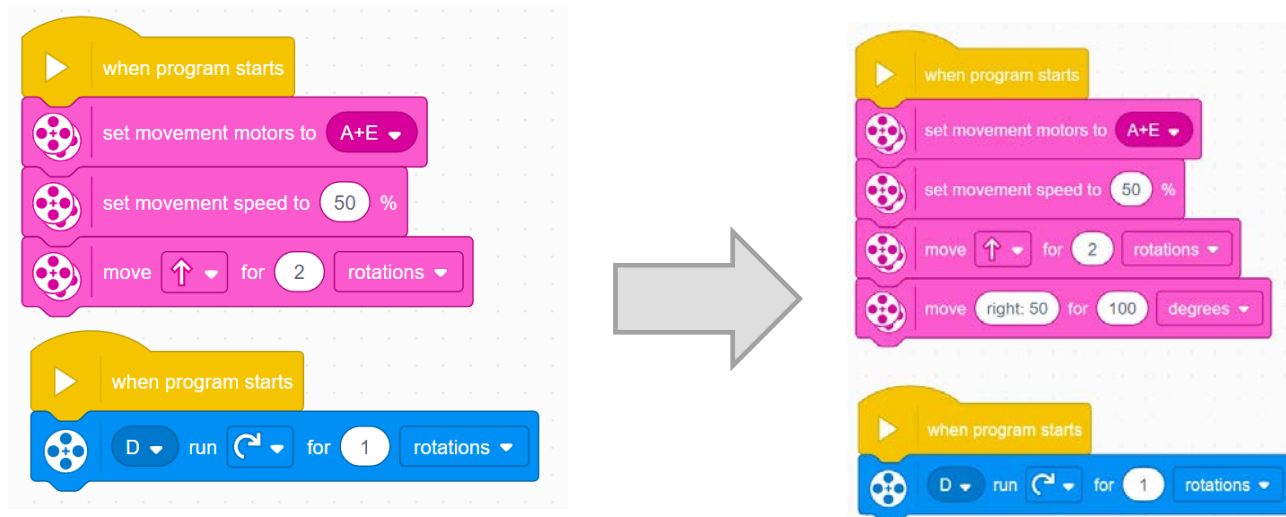 when program starts
set movement motors to A+E
set movement speed to 50 %
move for 2 rotations
when program starts
D run for 1 rotations
when program starts
set movement motors to A+E
set movement speed to 50 %
move for 2 rotations
move right: 50 for 100 degrees
when program starts
D run for 1 rotations